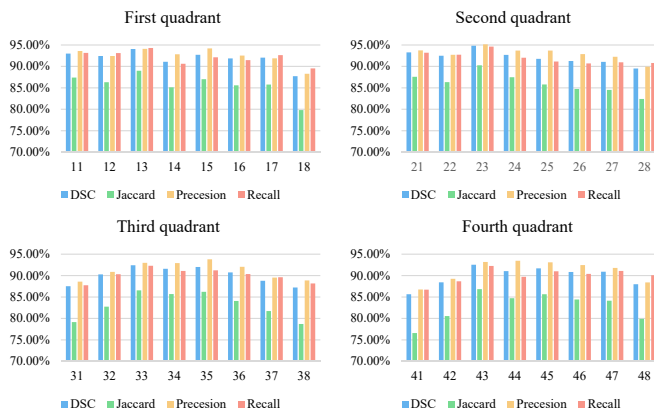 First quadrant
95.00%
90.00%
85.00%
80.00%
75.00%
70.00%
11 12 13 14 15 16 17 18
DSC Jaccard Precesion Recall
Second quadrant
95.00%
90.00%
85.00%
80.00%
75.00%
70.00%
21 22 23 24 25 26 27 28
DSC Jaccard Precesion Recall
Third quadrant
95.00%
90.00%
85.00%
80.00%
75.00%
70.00%
31 32 33 34 35 36 37 38
DSC Jaccard Precesion Recall
Fourth quadrant
95.00%
90.00%
85.00%
80.00%
75.00%
70.00%
41 42 43 44 45 46 47 48
DSC Jaccard Precesion Recall